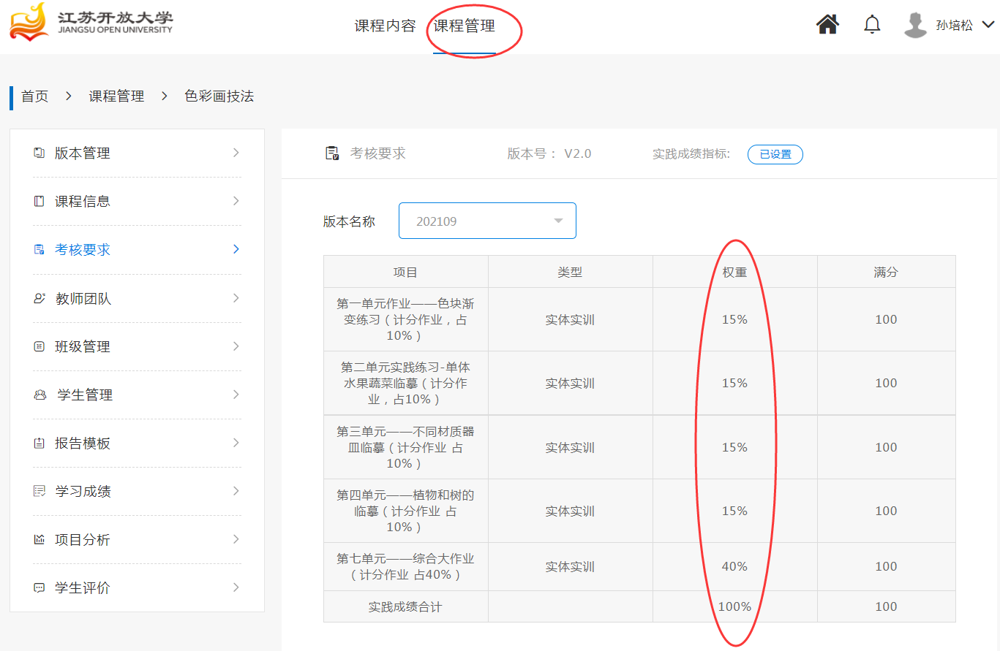 江苏开放大学
JIANGSU OPEN UNIVERSITY
课程内容
课程管理
孙培松
首页
课程管理
色彩画技法
版本管理
课程信息
考核要求
教师团队
班级管理
学生管理
报告模板
学习成绩
项目分析
学生评价
考核要求
版本号： V2.0
实践成绩指标:
已设置
版本名称
202109
项目
类型
权重
满分
第一单元作业——色块渐
变练习（计分作业，占
10%）
实体实训
15%
100
第二单元实践练习-单体
水果蔬菜临摹（计分作
业，占10%）
实体实训
15%
100
第三单元——不同材质器
皿临摹（计分作业 占
10%）
实体实训
15%
100
第四单元——植物和树的
临摹（计分作业 占
10%）
实体实训
15%
100
第七单元——综合大作业
（计分作业 占40%）
实体实训
40%
100
实践成绩合计
100%
100